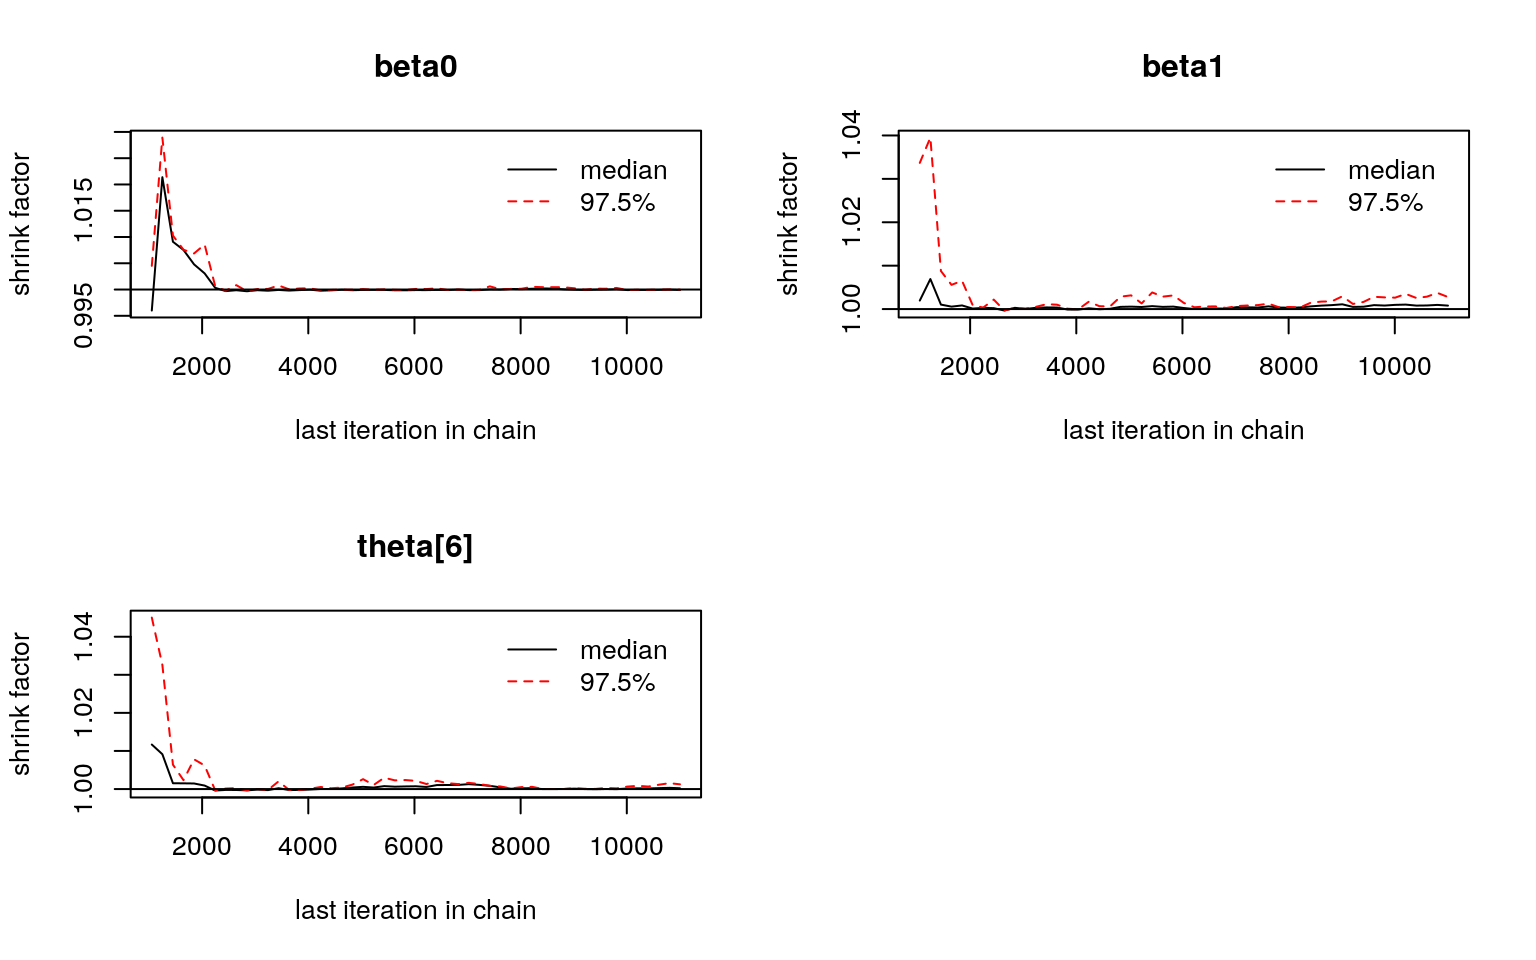 beta0
shrink factor
0.995
1.015
median
97.5%
2000 4000 6000 8000 10000
last iteration in chain
beta1
shrink factor
1.00
1.02
1.04
median
97.5%
2000 4000 6000 8000 10000
last iteration in chain
theta[6]
shrink factor
1.00
1.02
1.04
median
97.5%
2000 4000 6000 8000 10000
last iteration in chain